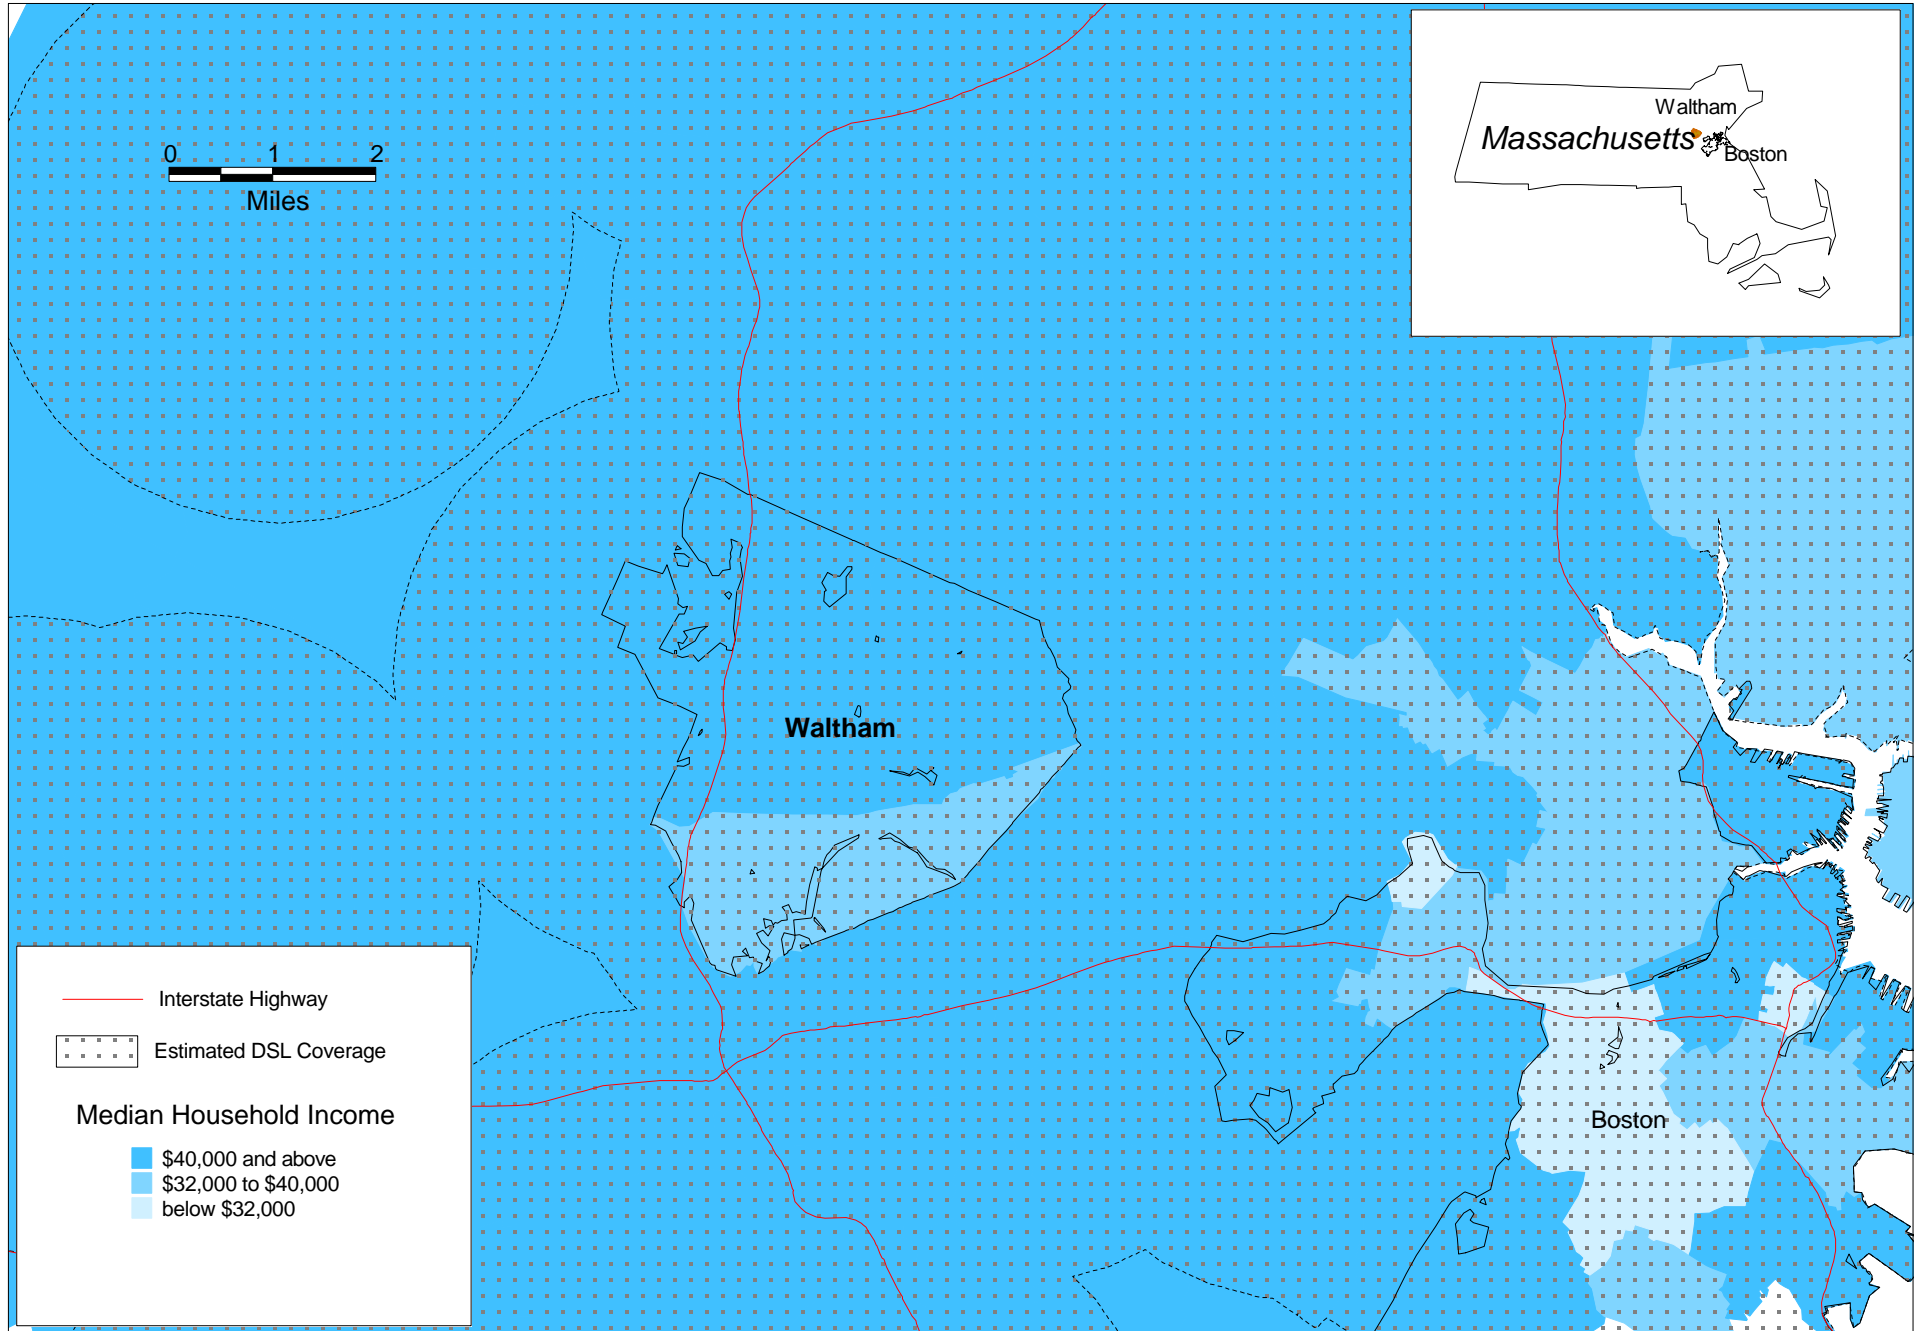 0 1 2
Miles
Waltham
Massachusetts
Boston
Waltham
Boston
Interstate Highway
Estimated DSL Coverage
Median Household Income
$40,000 and above
$32,000 to $40,000
below $32,000